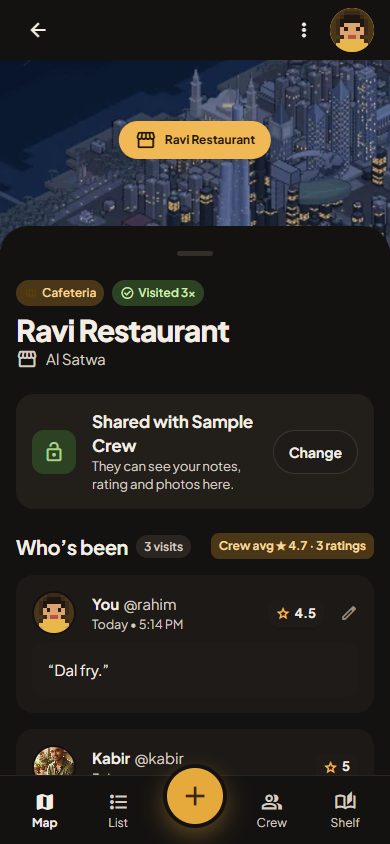 Ravi Restaurant
Cafeteria
Visited 3×
Ravi Restaurant
Al Satwa
Shared with Sample
Crew
They can see your notes,
rating and photos here.
Change
Who’s been
3 visits
Crew avg ★ 4.7 · 3 ratings
You @rahim
Today • 5:14 PM
4.5
“Dal fry.”
Kabir @kabir
5
Map
List
Crew
Shelf